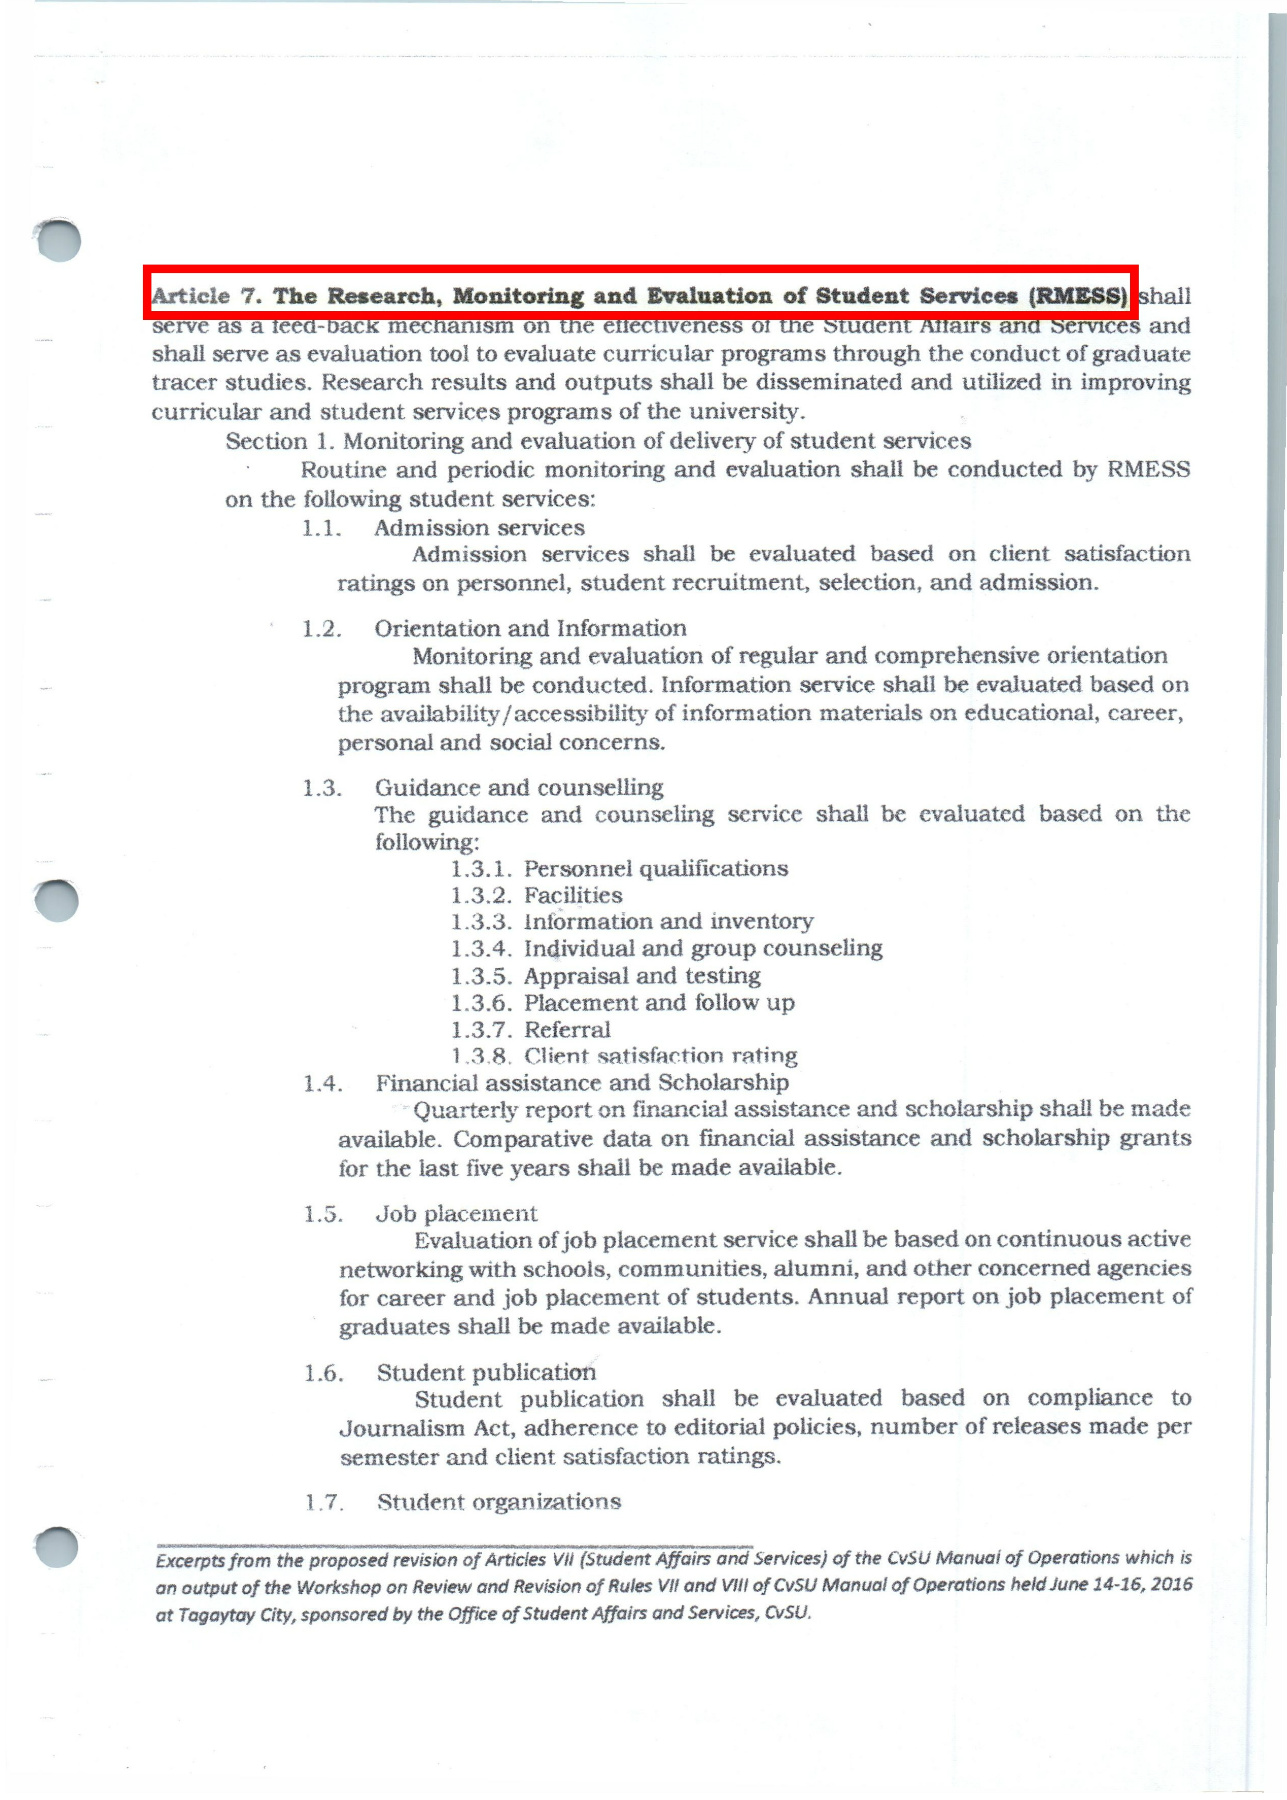 Article 7. The Research, Monitoring and Evaluation of Student Services (RMESS) shall
serve as a feed-back mechanism on the effectiveness of the Student Affairs and Services and
shall serve as evaluation tool to evaluate curricular programs through the conduct of graduate
tracer studies. Research results and outputs shall be disseminated and utilized in improving
curricular and student services programs of the university.
Section 1. Monitoring and evaluation of delivery of student services
Routine and periodic monitoring and evaluation shall be conducted by RMESS
on the following student services:
1.1. Admission services
Admission services shall be evaluated based on client satisfaction
ratings on personnel, student recruitment, selection, and admission.
1.2. Orientation and Information
Monitoring and evaluation of regular and comprehensive orientation
program shall be conducted. Information service shall be evaluated based on
the availability/accessibility of information materials on educational, career,
personal and social concerns.
1.3. Guidance and counselling
The guidance and counseling service shall be evaluated based on the
following:
1.3.1. Personnel qualifications
1.3.2. Facilities
1.3.3. Information and inventory
1.3.4. Individual and group counseling
1.3.5. Appraisal and testing
1.3.6. Placement and follow up
1.3.7. Referral
1.3.8. Client satisfaction rating
1.4. Financial assistance and Scholarship
Quarterly report on financial assistance and scholarship shall be made
available. Comparative data on financial assistance and scholarship grants
for the last five years shall be made available.
1.5. Job placement
Evaluation of job placement service shall be based on continuous active
networking with schools, communities, alumni, and other concerned agencies
for career and job placement of students. Annual report on job placement of
graduates shall be made available.
1.6. Student publication
Student publication shall be evaluated based on compliance to
Journalism Act, adherence to editorial policies, number of releases made per
semester and client satisfaction ratings.
1.7. Student organizations
Excerpts from the proposed revision of Articles VII (Student Affairs and Services) of the CvSU Manual of Operations which is
an output of the Workshop on Review and Revision of Rules VII and VIII of CvSU Manual of Operations held June 14-16, 2016
at Tagaytay City, sponsored by the Office of Student Affairs and Services, CvSU.